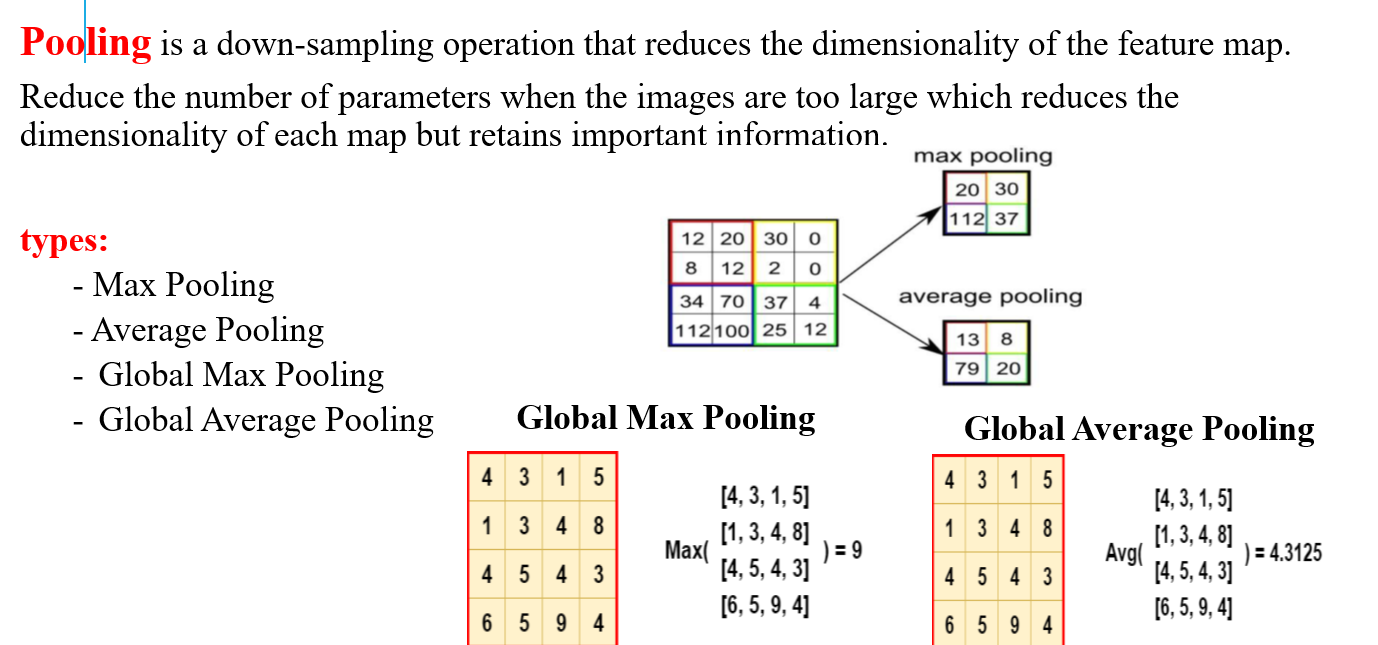 Pooling is a down-sampling operation that reduces the dimensionality of the feature map.
Reduce the number of parameters when the images are too large which reduces the
dimensionality of each map but retains important information.
types:
- Max Pooling
- Average Pooling
- Global Max Pooling
- Global Average Pooling
12 20 30 0
8 12 2 0
34 70 37 4
112 100 25 12
max pooling
20 30
112 37
average pooling
13 8
79 20
Global Max Pooling
4 3 1 5
1 3 4 8
4 5 4 3
6 5 9 4
[4, 3, 1, 5]
Max( [1, 3, 4, 8] ) = 9
[4, 5, 4, 3]
[6, 5, 9, 4]
Global Average Pooling
4 3 1 5
1 3 4 8
4 5 4 3
6 5 9 4
[4, 3, 1, 5]
Avg( [1, 3, 4, 8] ) = 4.3125
[4, 5, 4, 3]
[6, 5, 9, 4]